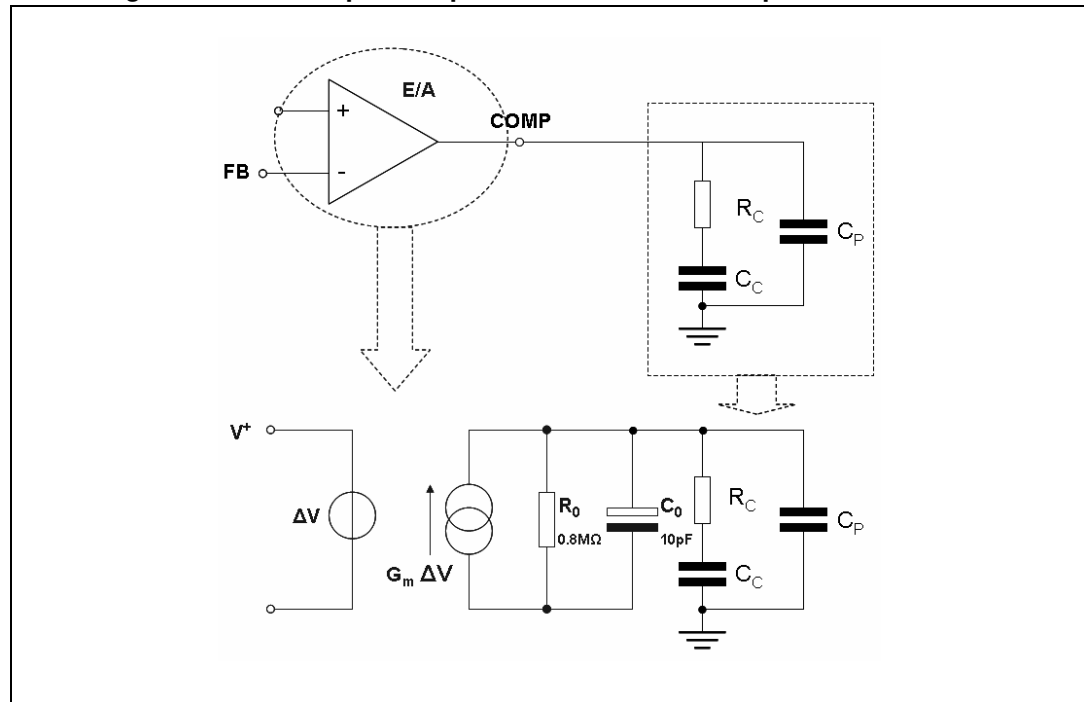 E/A
+
COMP
FB
-
R_C
C_P
C_C
V⁺
ΔV
G_m ΔV
R_0
0.8MΩ
C_0
10pF
R_C
C_P
C_C